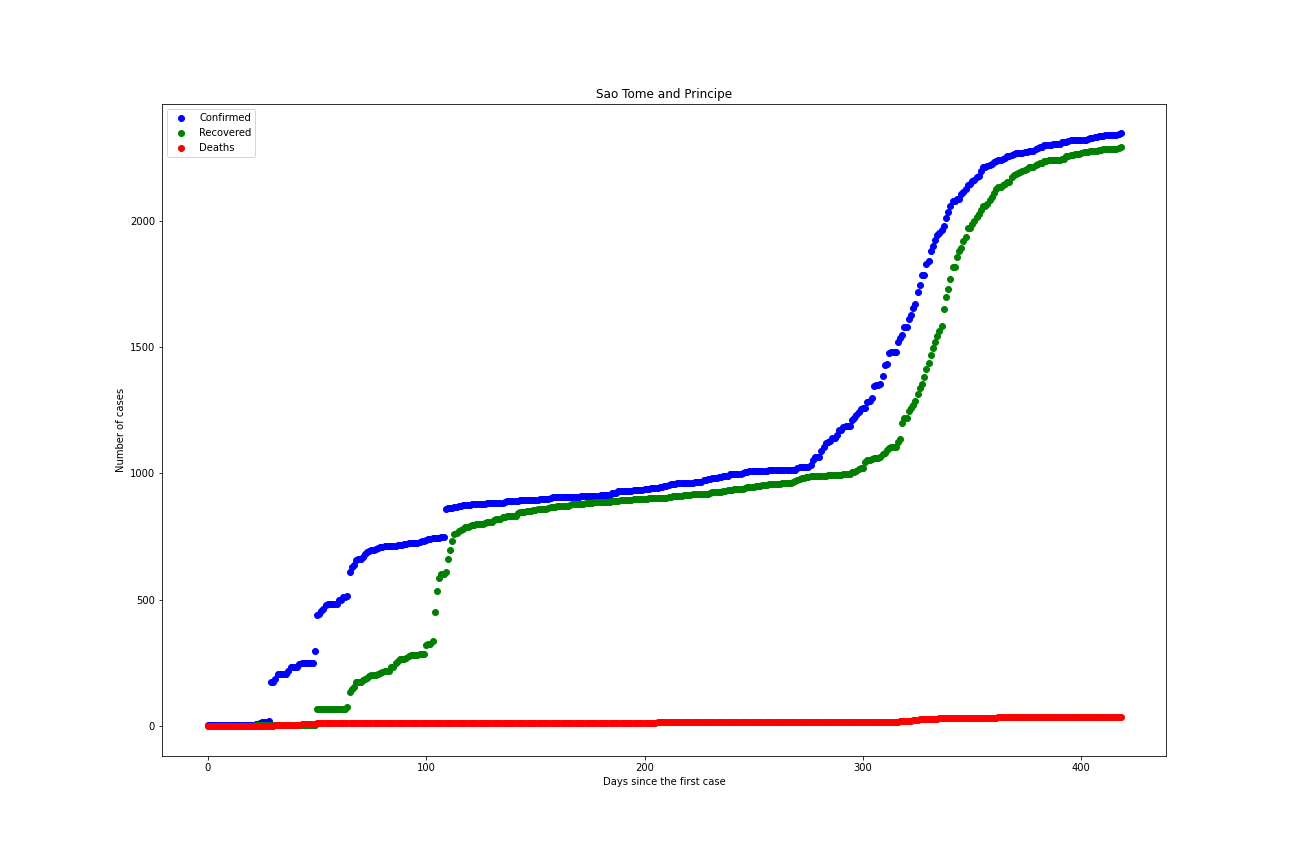 Sao Tome and Principe
Confirmed
Recovered
Deaths
Number of cases
2000
1500
1000
500
0
0 100 200 300 400
Days since the first case